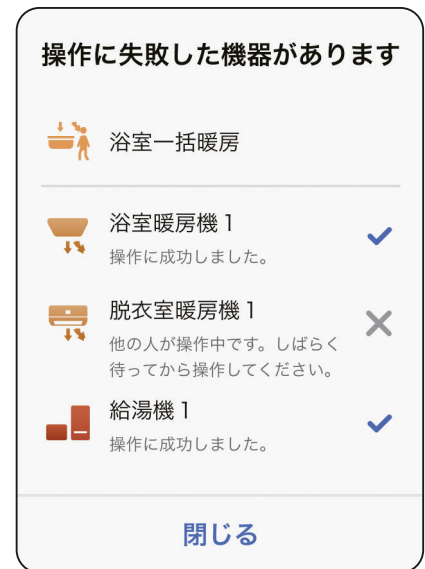 操作に失敗した機器があります
浴室一括暖房
浴室暖房機1
操作に成功しました。
脱衣室暖房機1
他の人が操作中です。しばらく
待ってから操作してください。
給湯機1
操作に成功しました。
閉じる